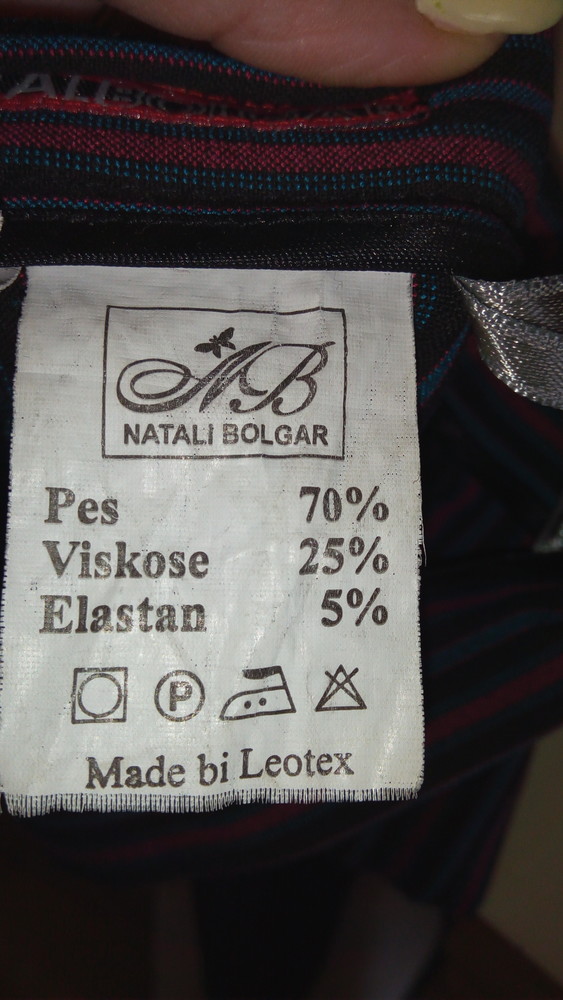 NB
NATALI BOLGAR
Pes 70%
Viskose 25%
Elastan 5%
P
Made bi Leotex